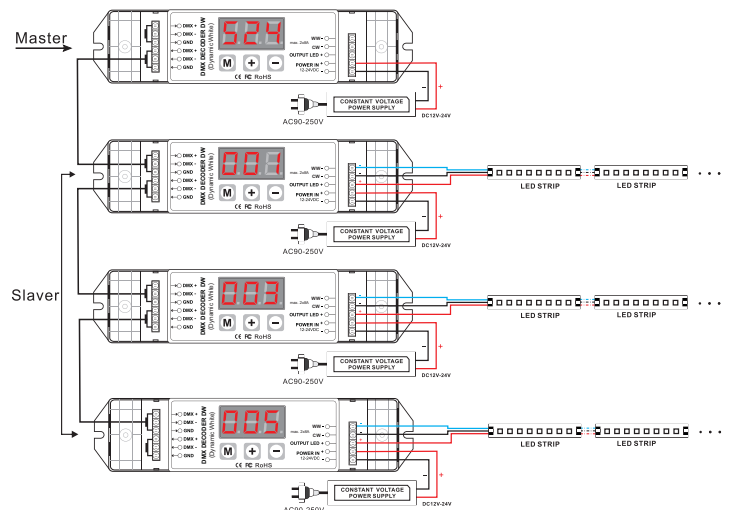 Master
DMX +
DMX -
GND
DMX +
DMX -
GND
DMX DECODER DW
(Dynamic White)
524
M + -
CE FC RoHS
max. 2x8A
WW -
CW -
OUTPUT LED +
POWER IN +
12-24VDC -
- +
CONSTANT VOLTAGE
POWER SUPPLY
AC90-250V
DC12V-24V
DMX +
DMX -
GND
DMX +
DMX -
GND
DMX DECODER DW
(Dynamic White)
001
M + -
CE FC RoHS
max. 2x8A
WW -
CW -
OUTPUT LED +
POWER IN +
12-24VDC -
- +
LED STRIP LED STRIP
CONSTANT VOLTAGE
POWER SUPPLY
AC90-250V
DC12V-24V
Slaver
DMX +
DMX -
GND
DMX +
DMX -
GND
DMX DECODER DW
(Dynamic White)
003
M + -
CE FC RoHS
max. 2x8A
WW -
CW -
OUTPUT LED +
POWER IN +
12-24VDC -
- +
LED STRIP LED STRIP
CONSTANT VOLTAGE
POWER SUPPLY
AC90-250V
DC12V-24V
DMX +
DMX -
GND
DMX +
DMX -
GND
DMX DECODER DW
(Dynamic White)
005
M + -
CE FC RoHS
max. 2x8A
WW -
CW -
OUTPUT LED +
POWER IN +
12-24VDC -
- +
LED STRIP LED STRIP
CONSTANT VOLTAGE
POWER SUPPLY
AC90-250V
DC12V-24V